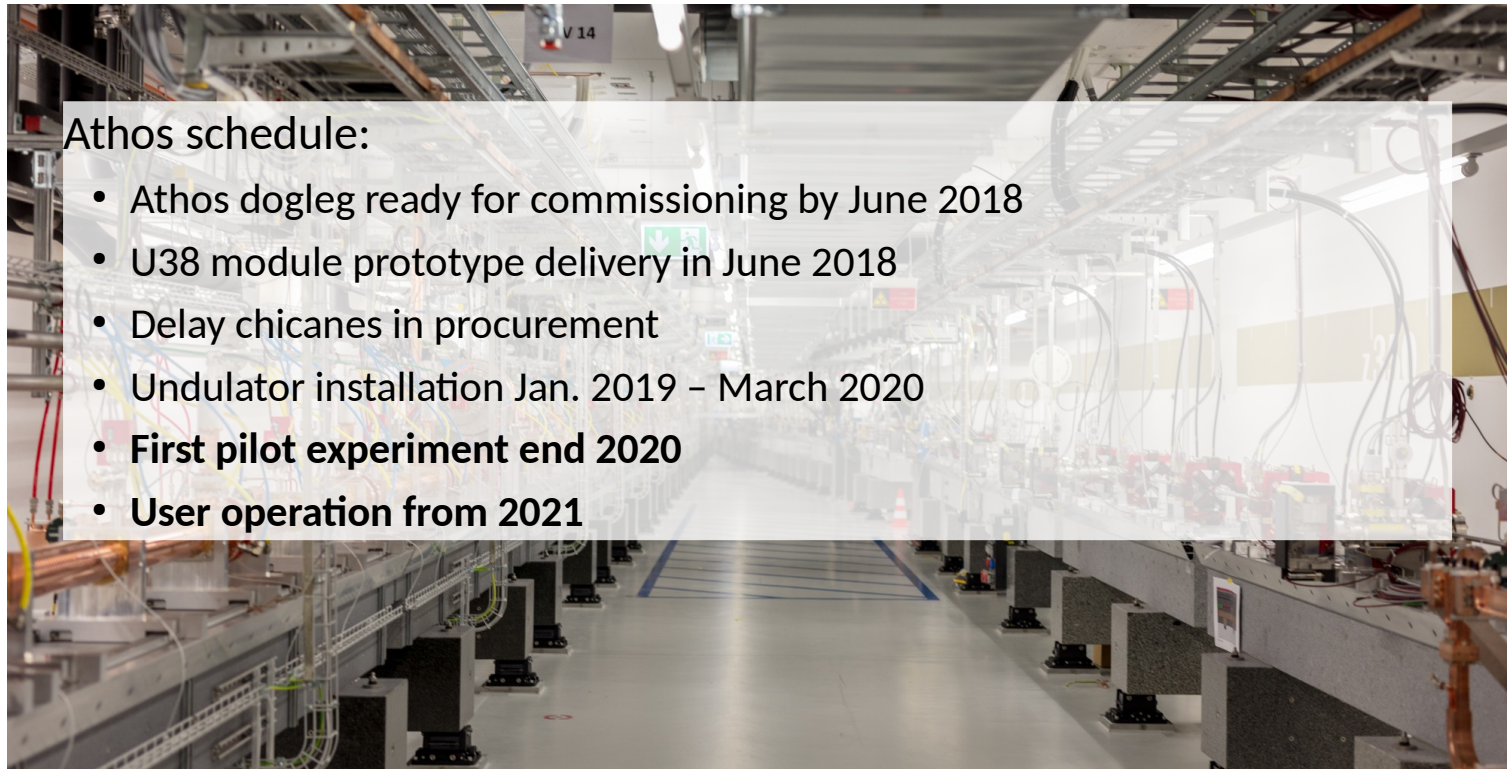 V 14
Athos schedule:
• Athos dogleg ready for commissioning by June 2018
• U38 module prototype delivery in June 2018
• Delay chicanes in procurement
• Undulator installation Jan. 2019 – March 2020
• First pilot experiment end 2020
• User operation from 2021